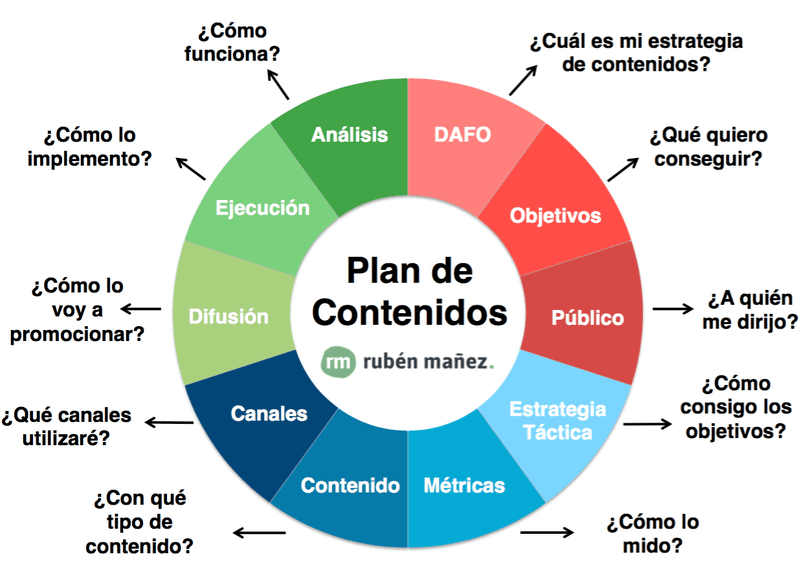 ¿Cómo
funciona?
¿Cuál es mi estrategia
de contenidos?
¿Cómo lo
implemento?
¿Qué quiero
conseguir?
Análisis
DAFO
Ejecución
Objetivos
Plan de
Contenidos
rm rubén mañez.
¿Cómo lo
voy a
promocionar?
Difusión
Público
¿A quién
me dirijo?
¿Qué canales
utilizaré?
Canales
Estrategia
Táctica
¿Cómo
consigo los
objetivos?
Contenido
Métricas
¿Con qué
tipo de
contenido?
¿Cómo lo
mido?